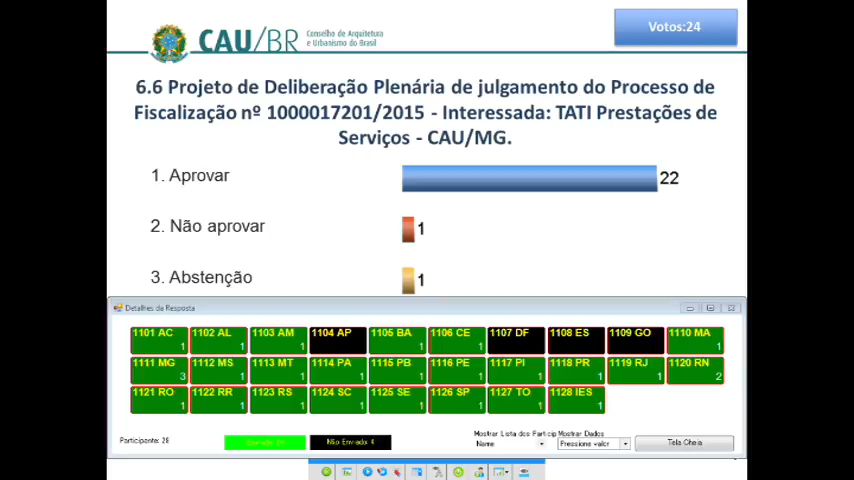 CAU/BR
Conselho de Arquitetura
e Urbanismo do Brasil
Votos:24
6.6 Projeto de Deliberação Plenária de julgamento do Processo de
Fiscalização nº 1000017201/2015 - Interessada: TATI Prestações de
Serviços - CAU/MG.
1. Aprovar 22
2. Não aprovar 1
3. Abstenção 1
Detalhes da Resposta
1101 AC 1102 AL 1103 AM 1104 AP 1105 BA 1106 CE 1107 DF 1108 ES 1109 GO 1110 MA
1 1 1 1 1 1
1111 MG 1112 MS 1113 MT 1114 PA 1115 PB 1116 PE 1117 PI 1118 PR 1119 RJ 1120 RN
3 1 1 1 1 1 1 1 1 2
1121 RO 1122 RR 1123 RS 1124 SC 1125 SE 1126 SP 1127 TO 1128 IES
1 1 1 1 1 1 1 1
Mostrar Lista dos Particip Mostrar Dados
Participante: 28 Não Enviado 4 Name Pressione valor Tela Cheia